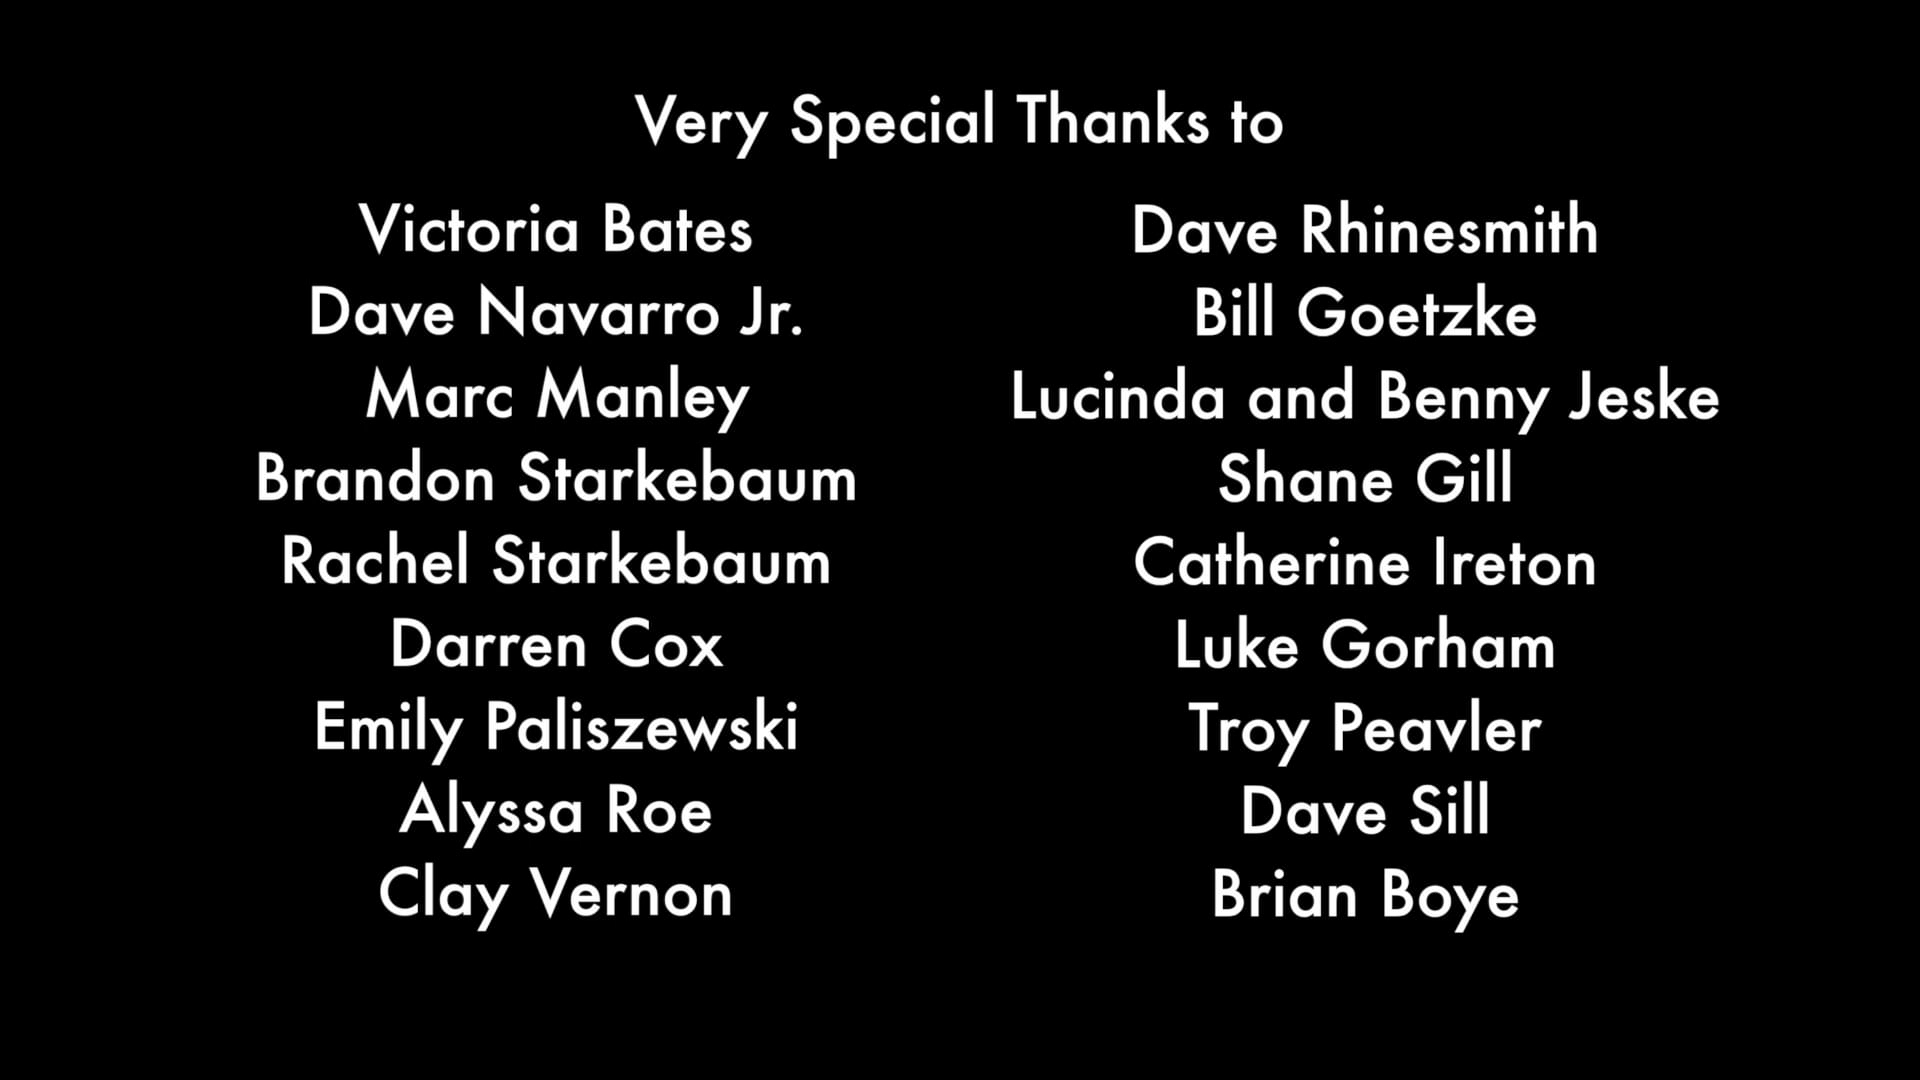 Very Special Thanks to
Victoria Bates
Dave Navarro Jr.
Marc Manley
Brandon Starkebaum
Rachel Starkebaum
Darren Cox
Emily Paliszewski
Alyssa Roe
Clay Vernon
Dave Rhinesmith
Bill Goetzke
Lucinda and Benny Jeske
Shane Gill
Catherine Ireton
Luke Gorham
Troy Peavler
Dave Sill
Brian Boye